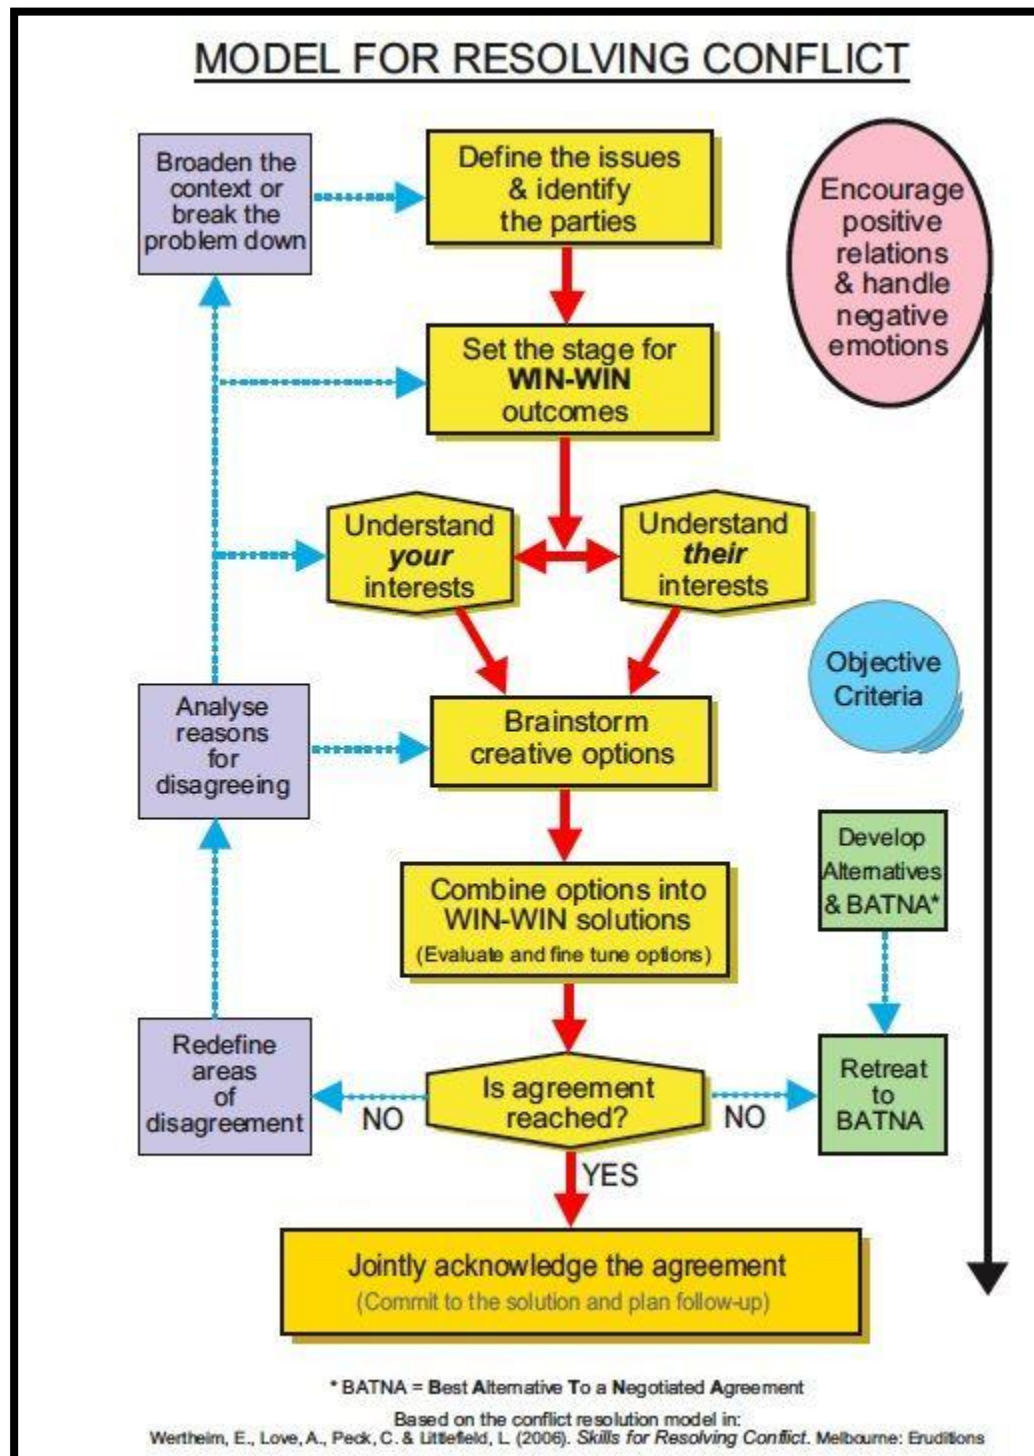 MODEL FOR RESOLVING CONFLICT
Broaden the
context or
break the
problem down
Define the issues
& identify
the parties
Encourage
positive
relations
& handle
negative
emotions
Set the stage for
WIN-WIN
outcomes
Understand
your
interests
Understand
their
interests
Objective
Criteria
Analyse
reasons
for
disagreeing
Brainstorm
creative options
Develop
Alternatives
& BATNA*
Combine options into
WIN-WIN solutions
(Evaluate and fine tune options)
Redefine
areas
of
disagreement
NO
Is agreement
reached?
NO
Retreat
to
BATNA
YES
Jointly acknowledge the agreement
(Commit to the solution and plan follow-up)
* BATNA = Best Alternative To a Negotiated Agreement
Based on the conflict resolution model in:
Wertheim, E., Love, A., Peck, C. & Littlefield, L. (2006). Skills for Resolving Conflict. Melbourne: Eruditions